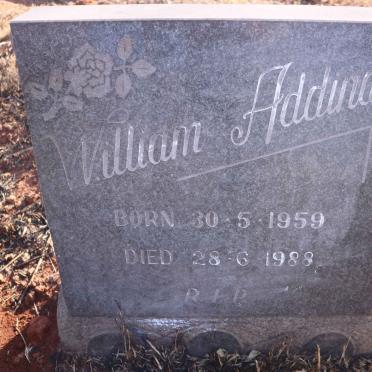 William
BORN 30-5-1959
DIED 28-6-1988
R.I.P.